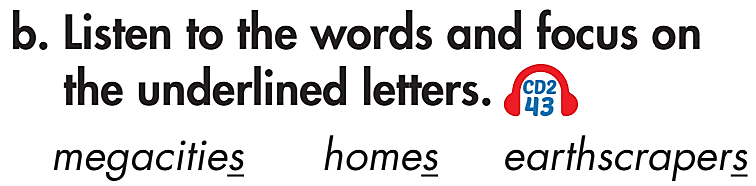 b. Listen to the words and focus on
the underlined letters. CD2 43
megacities homes earthscrapers